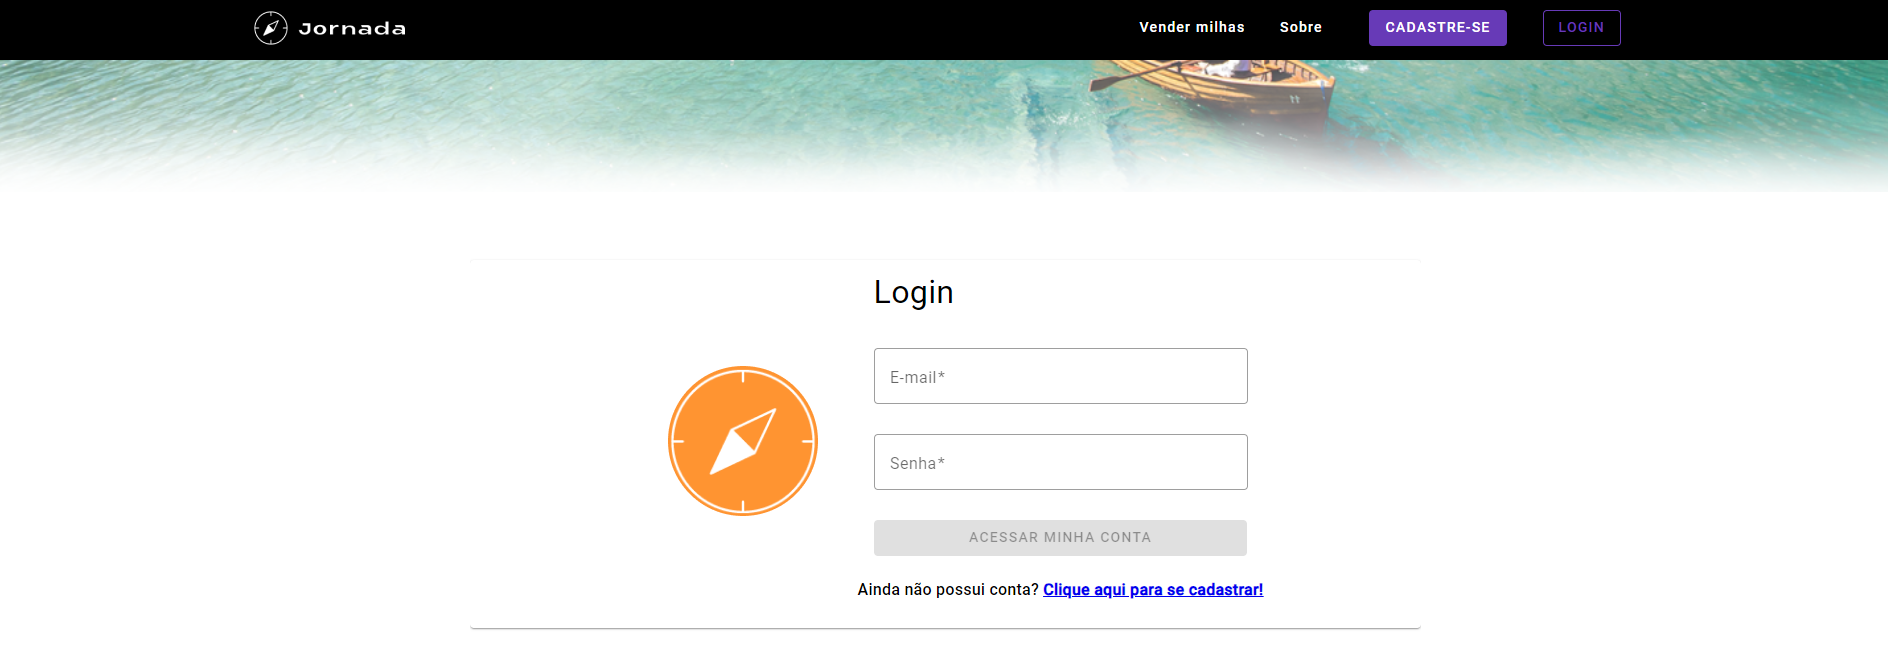 Jornada
Vender milhas
Sobre
CADASTRE-SE
LOGIN
Login
E-mail*
Senha*
ACESSAR MINHA CONTA
Ainda não possui conta? Clique aqui para se cadastrar!